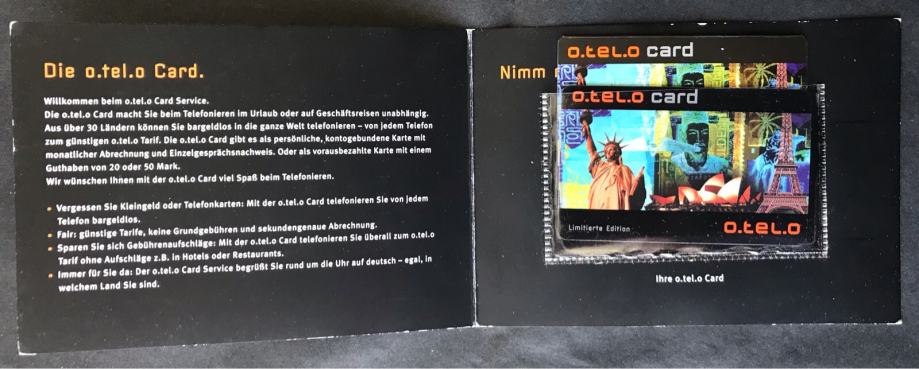 Die o.tel.o Card.
Willkommen beim o.tel.o Card Service.
Die o.tel.o Card macht Sie beim Telefonieren im Urlaub oder auf Geschäftsreisen unabhängig.
Aus über 30 Ländern können Sie bargeldlos in die ganze Welt telefonieren – von jedem Telefon
zum günstigen o.tel.o Tarif. Die o.tel.o Card gibt es als persönliche, kontogebundene Karte mit
monatlicher Abrechnung und Einzelgesprächsnachweis. Oder als vorausbezahlte Karte mit einem
Guthaben von 20 oder 50 Mark.
Wir wünschen Ihnen mit der o.tel.o Card viel Spaß beim Telefonieren.
• Vergessen Sie Kleingeld oder Telefonkarten: Mit der o.tel.o Card telefonieren Sie von jedem
Telefon bargeldlos.
• Fair: günstige Tarife, keine Grundgebühren und sekundengenaue Abrechnung.
• Sparen Sie sich Gebührenaufschläge: Mit der o.tel.o Card telefonieren Sie überall zum o.tel.o
Tarif ohne Aufschläge z.B. in Hotels oder Restaurants.
• Immer für Sie da: Der o.tel.o Card Service begrüßt Sie rund um die Uhr auf deutsch – egal, in
welchem Land Sie sind.
Nimm
o.tel.o card
o.tel.o card
Limitierte Edition
o.tel.o
Ihre o.tel.o Card